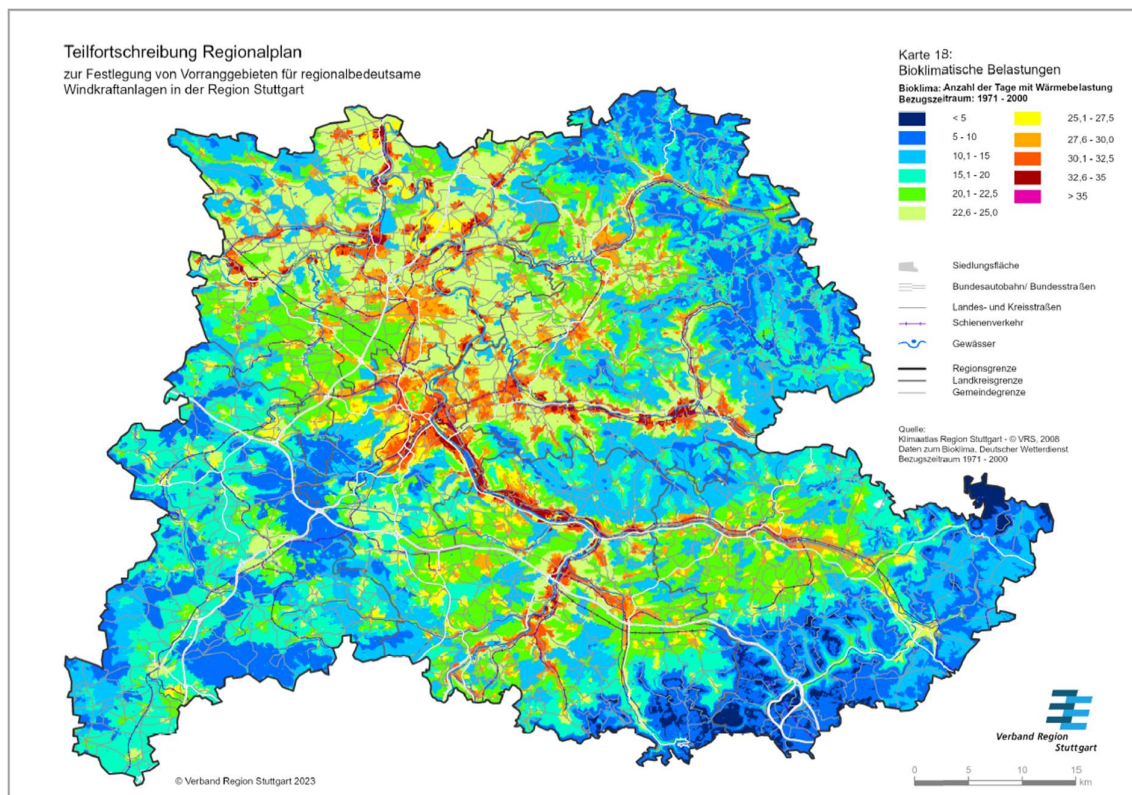 Teilfortschreibung Regionalplan
zur Festlegung von Vorranggebieten für regionalbedeutsame
Windkraftanlagen in der Region Stuttgart
Karte 18:
Bioklimatische Belastungen
Bioklima: Anzahl der Tage mit Wärmebelastung
Bezugszeitraum: 1971 - 2000
< 5
5 - 10
10,1 - 15
15,1 - 20
20,1 - 22,5
22,6 - 25,0
25,1 - 27,5
27,6 - 30,0
30,1 - 32,5
32,6 - 35
> 35
Siedlungsfläche
Bundesautobahn/ Bundesstraßen
Landes- und Kreisstraßen
Schienenverkehr
Gewässer
Regionsgrenze
Landkreisgrenze
Gemeindegrenze
Quelle:
Klimaatlas Region Stuttgart - © VRS, 2008
Daten zum Bioklima, Deutscher Wetterdienst
Bezugszeitraum 1971 - 2000
Verband Region
Stuttgart
© Verband Region Stuttgart 2023
0 5 10 15
km